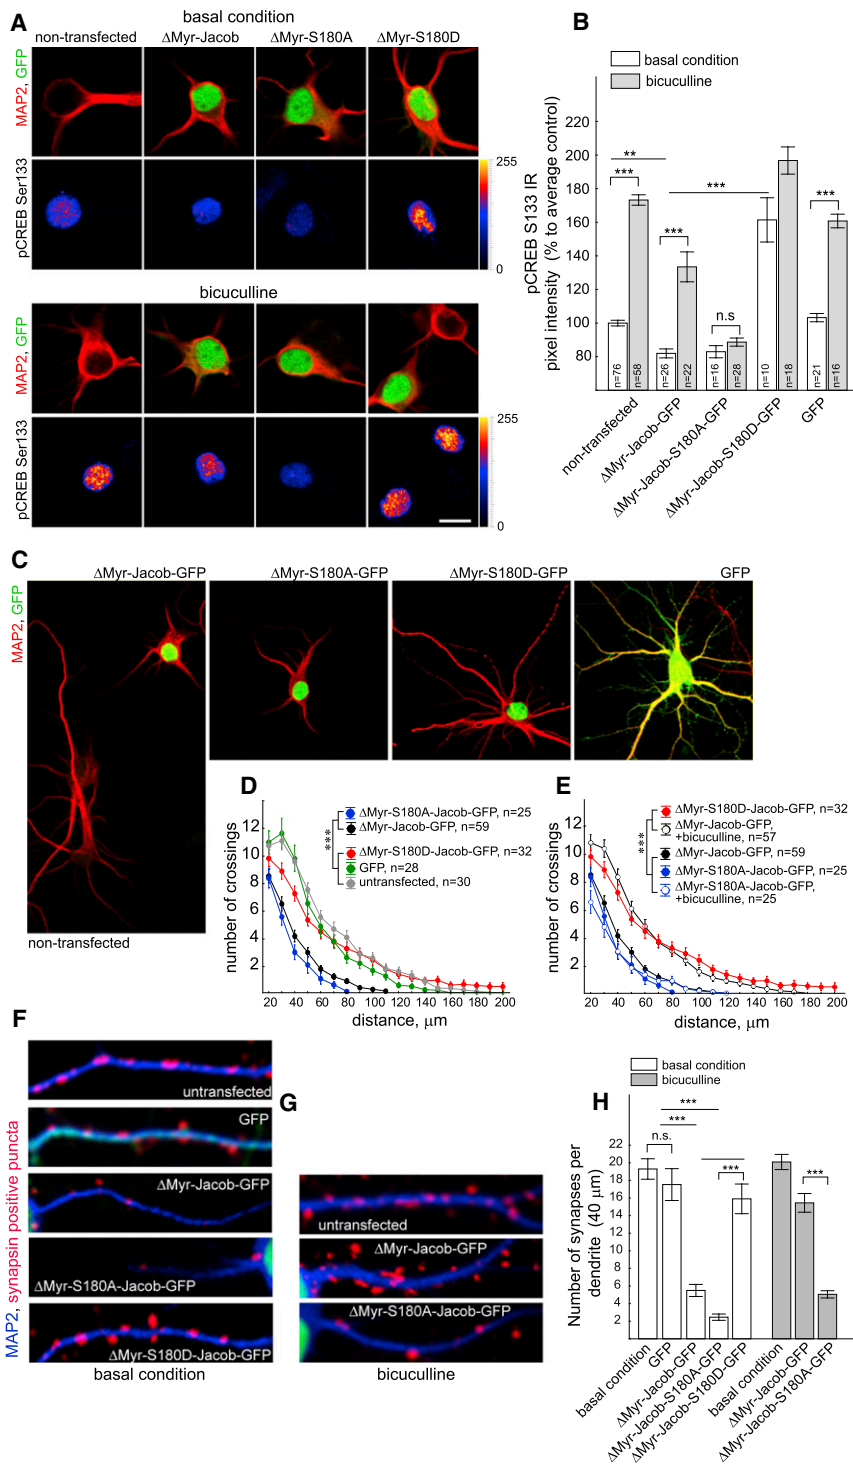 A
basal condition
non-transfected
ΔMyr-Jacob
ΔMyr-S180A
ΔMyr-S180D
MAP2, GFP
pCREB Ser133
255
0
bicuculline
MAP2, GFP
pCREB Ser133
255
0
B
basal condition
bicuculline
pCREB S133 IR
pixel intensity (% to average control)
220
200
180
160
140
120
100
80
**
***
***
***
n.s
***
n=76
n=58
n=26
n=22
n=16
n=28
n=10
n=18
n=21
n=16
non-transfected
ΔMyr-Jacob-GFP
ΔMyr-Jacob-S180A-GFP
ΔMyr-Jacob-S180D-GFP
GFP
C
ΔMyr-Jacob-GFP
ΔMyr-S180A-GFP
ΔMyr-S180D-GFP
GFP
MAP2, GFP
non-transfected
D
number of crossings
12
10
8
6
4
2
***
ΔMyr-S180A-Jacob-GFP, n=25
ΔMyr-Jacob-GFP, n=59
ΔMyr-S180D-Jacob-GFP, n=32
GFP, n=28
untransfected, n=30
20 40 60 80 100 120 140 160 180 200
distance, μm
E
number of crossings
12
10
8
6
4
2
***
ΔMyr-S180D-Jacob-GFP, n=32
ΔMyr-Jacob-GFP,
+bicuculline, n=57
ΔMyr-Jacob-GFP, n=59
ΔMyr-S180A-Jacob-GFP, n=25
ΔMyr-S180A-Jacob-GFP,
+bicuculline, n=25
20 40 60 80 100 120 140 160 180 200
distance, μm
F
MAP2, synapsin positive puncta
untransfected
GFP
ΔMyr-Jacob-GFP
ΔMyr-S180A-Jacob-GFP
ΔMyr-S180D-Jacob-GFP
basal condition
G
untransfected
ΔMyr-Jacob-GFP
ΔMyr-S180A-Jacob-GFP
bicuculline
H
basal condition
bicuculline
Number of synapses per
dendrite (40 μm)
22
20
18
16
14
12
10
8
6
4
2
***
***
n.s.
***
***
basal condition
GFP
ΔMyr-Jacob-GFP
ΔMyr-Jacob-S180A-GFP
ΔMyr-Jacob-S180D-GFP
basal condition
ΔMyr-Jacob-GFP
ΔMyr-Jacob-S180A-GFP